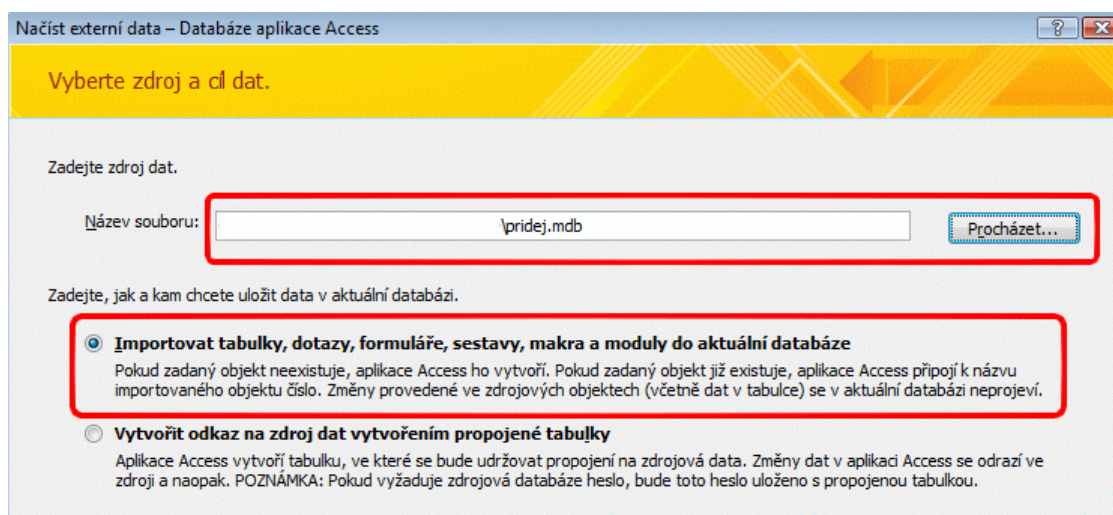 Načíst externí data – Databáze aplikace Access
Vyberte zdroj a cíl dat.
Zadejte zdroj dat.
Název souboru:
\pridej.mdb
Procházet...
Zadejte, jak a kam chcete uložit data v aktuální databázi.
Importovat tabulky, dotazy, formuláře, sestavy, makra a moduly do aktuální databáze
Pokud zadaný objekt neexistuje, aplikace Access ho vytvoří. Pokud zadaný objekt již existuje, aplikace Access připojí k názvu
importovaného objektu číslo. Změny provedené ve zdrojových objektech (včetně dat v tabulce) se v aktuální databázi neprojeví.
Vytvořit odkaz na zdroj dat vytvořením propojené tabulky
Aplikace Access vytvoří tabulku, ve které se bude udržovat propojení na zdrojová data. Změny dat v aplikaci Access se odrazí ve
zdroji a naopak. POZNÁMKA: Pokud vyžaduje zdrojová databáze heslo, bude toto heslo uloženo s propojenou tabulkou.